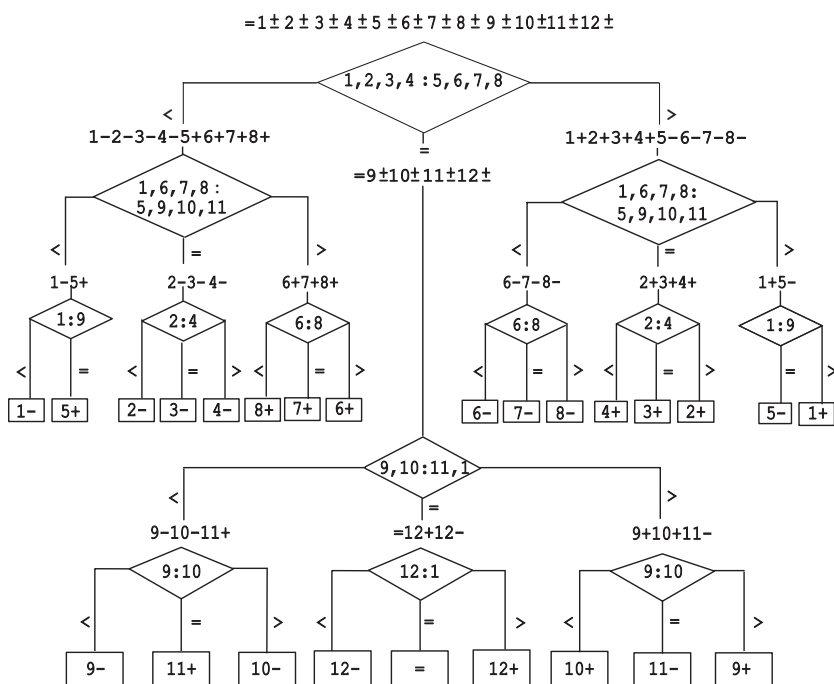 =1± 2 ± 3 ± 4 ± 5 ± 6± 7 ± 8 ± 9 ±10±11±12±
1,2,3,4 :5,6,7,8
< >
1-2-3-4-5+6+7+8+ = 1+2+3+4+5-6-7-8-
=9±10±11±12±
1,6,7,8 : 1,6,7,8:
5,9,10,11 5,9,10,11
< = > < = >
1-5+ 2-3-4- 6+7+8+ 6-7-8- 2+3+4+ 1+5-
1:9 2:4 6:8 6:8 2:4 1:9
< = < = > < = > < = > < = > = >
1- 5+ 2- 3- 4- 8+ 7+ 6+ 6- 7- 8- 4+ 3+ 2+ 5- 1+
9,10:11,1
< = >
9-10-11+ =12+12- 9+10+11-
9:10 12:1 9:10
< = > < = > < = >
9- 11+ 10- 12- = 12+ 10+ 11- 9+